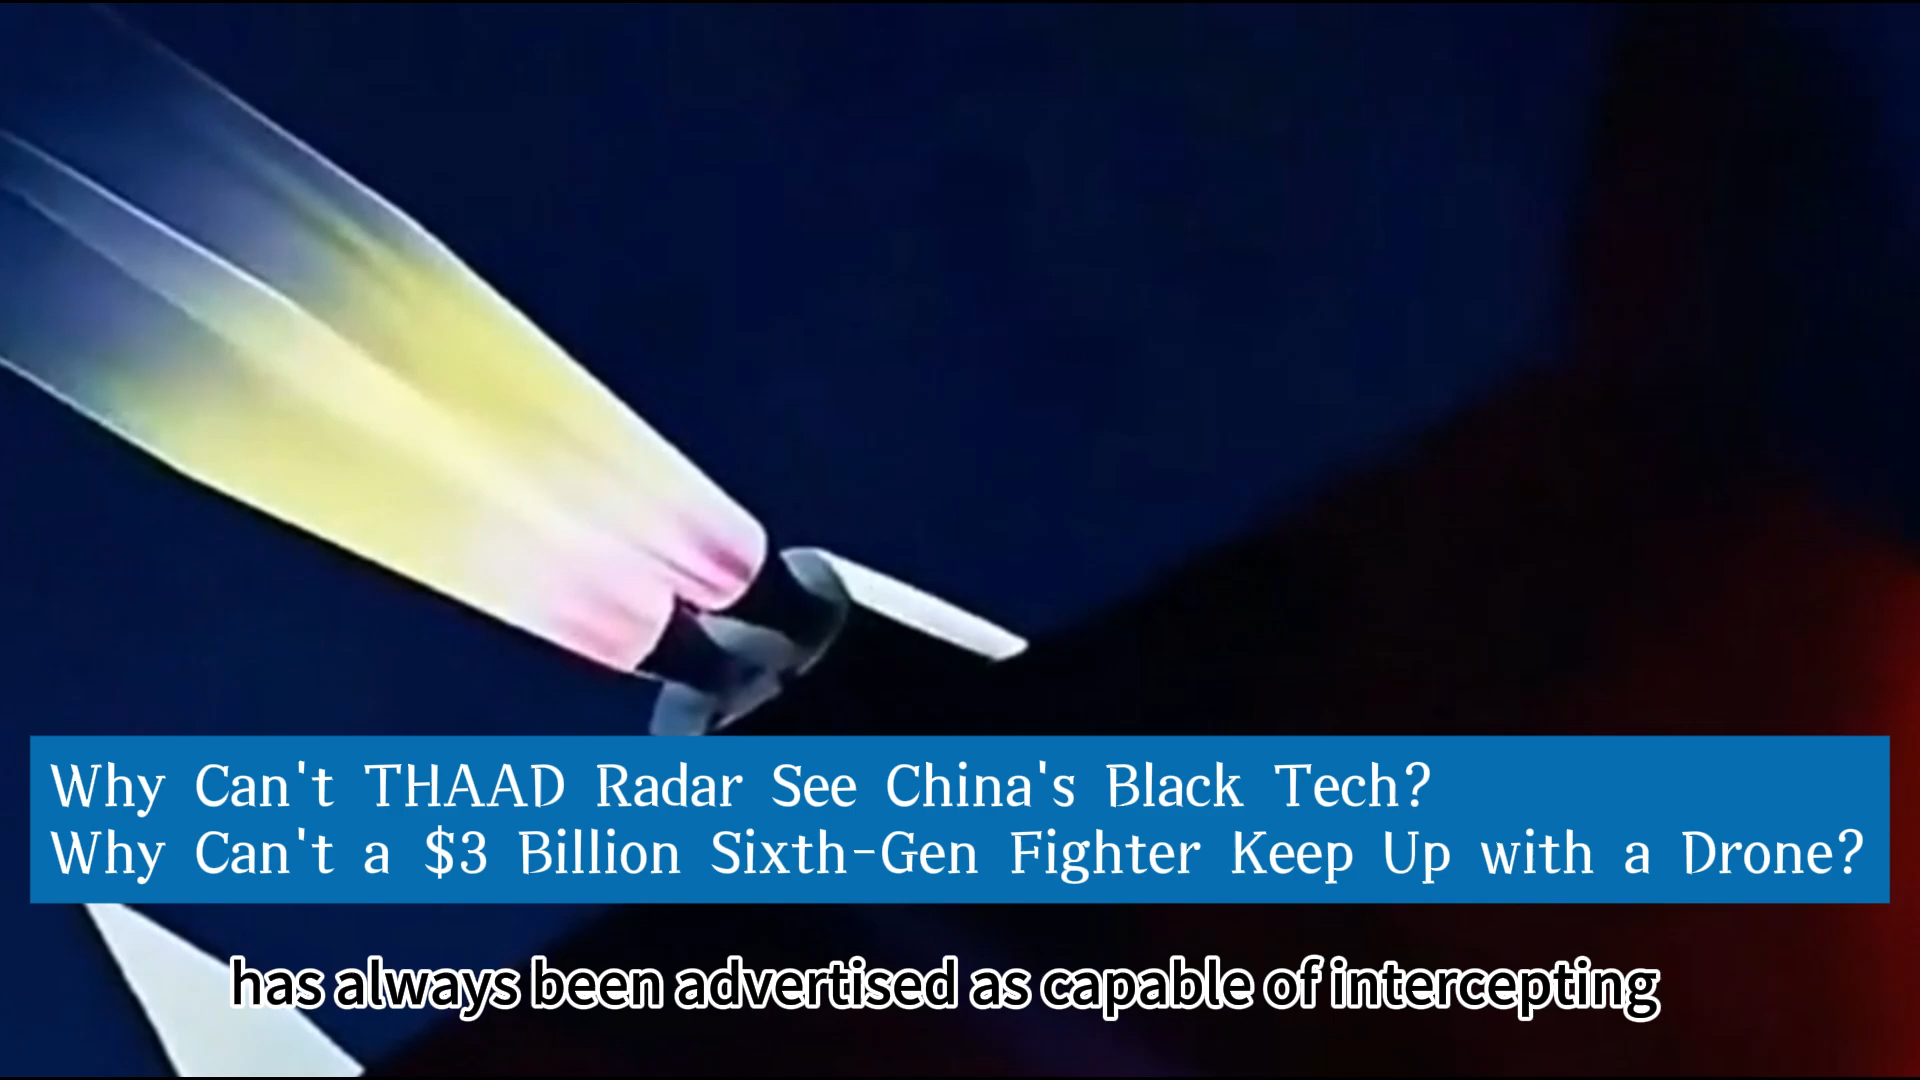 Why Can't THAAD Radar See China's Black Tech?
Why Can't a $3 Billion Sixth-Gen Fighter Keep Up with a Drone?
has always been advertised as capable of intercepting